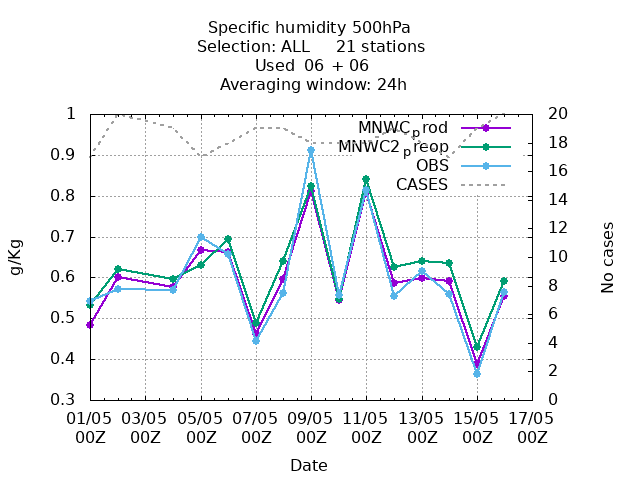 Specific humidity 500hPa
Selection: ALL 21 stations
Used 06 + 06
Averaging window: 24h
MNWC_prod
MNWC2_preop
OBS
CASES
1
0.9
0.8
0.7
0.6
0.5
0.4
0.3
20
18
16
14
12
10
8
6
4
2
0
g/Kg
No cases
01/05 03/05 05/05 07/05 09/05 11/05 13/05 15/05 17/05
00Z 00Z 00Z 00Z 00Z 00Z 00Z 00Z 00Z
Date